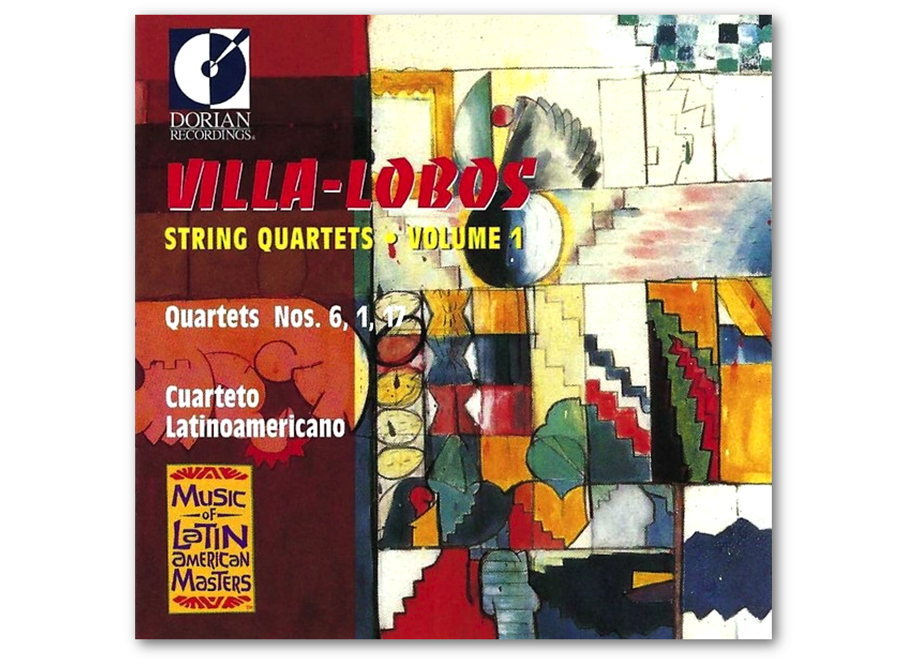 DORIAN
RECORDINGS®
VILLA-LOBOS
STRING QUARTETS • VOLUME 1
Quartets Nos. 6, 1, 17
Cuarteto
Latinoamericano
Music
of
Latin
american
Masters